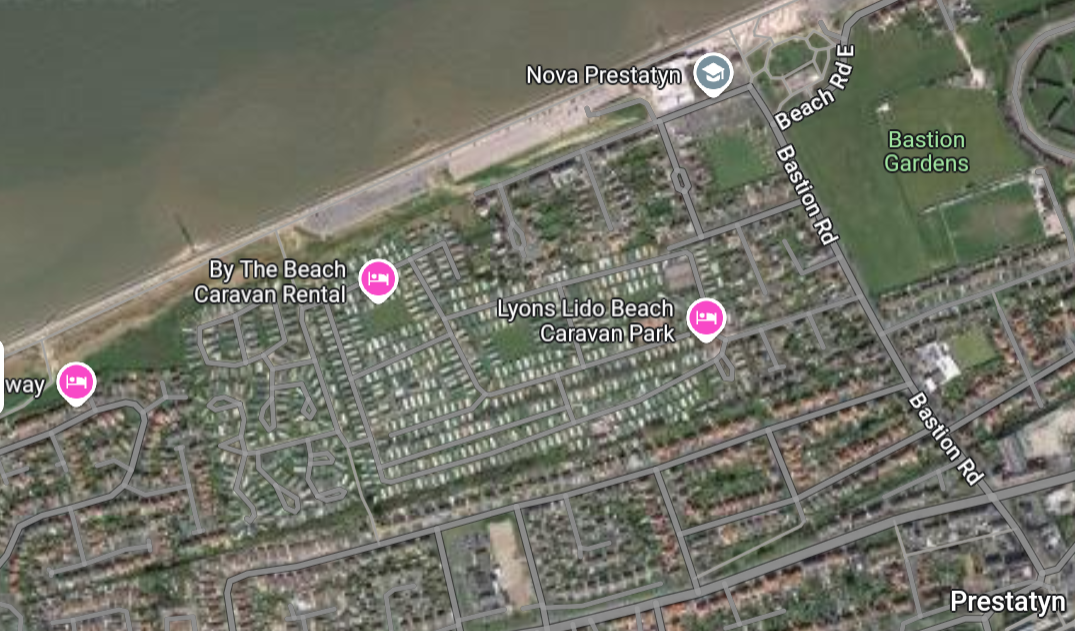 Nova Prestatyn
Beach Rd E
Bastion
Gardens
Bastion Rd
By The Beach
Caravan Rental
Lyons Lido Beach
Caravan Park
way
Bastion Rd
Prestatyn